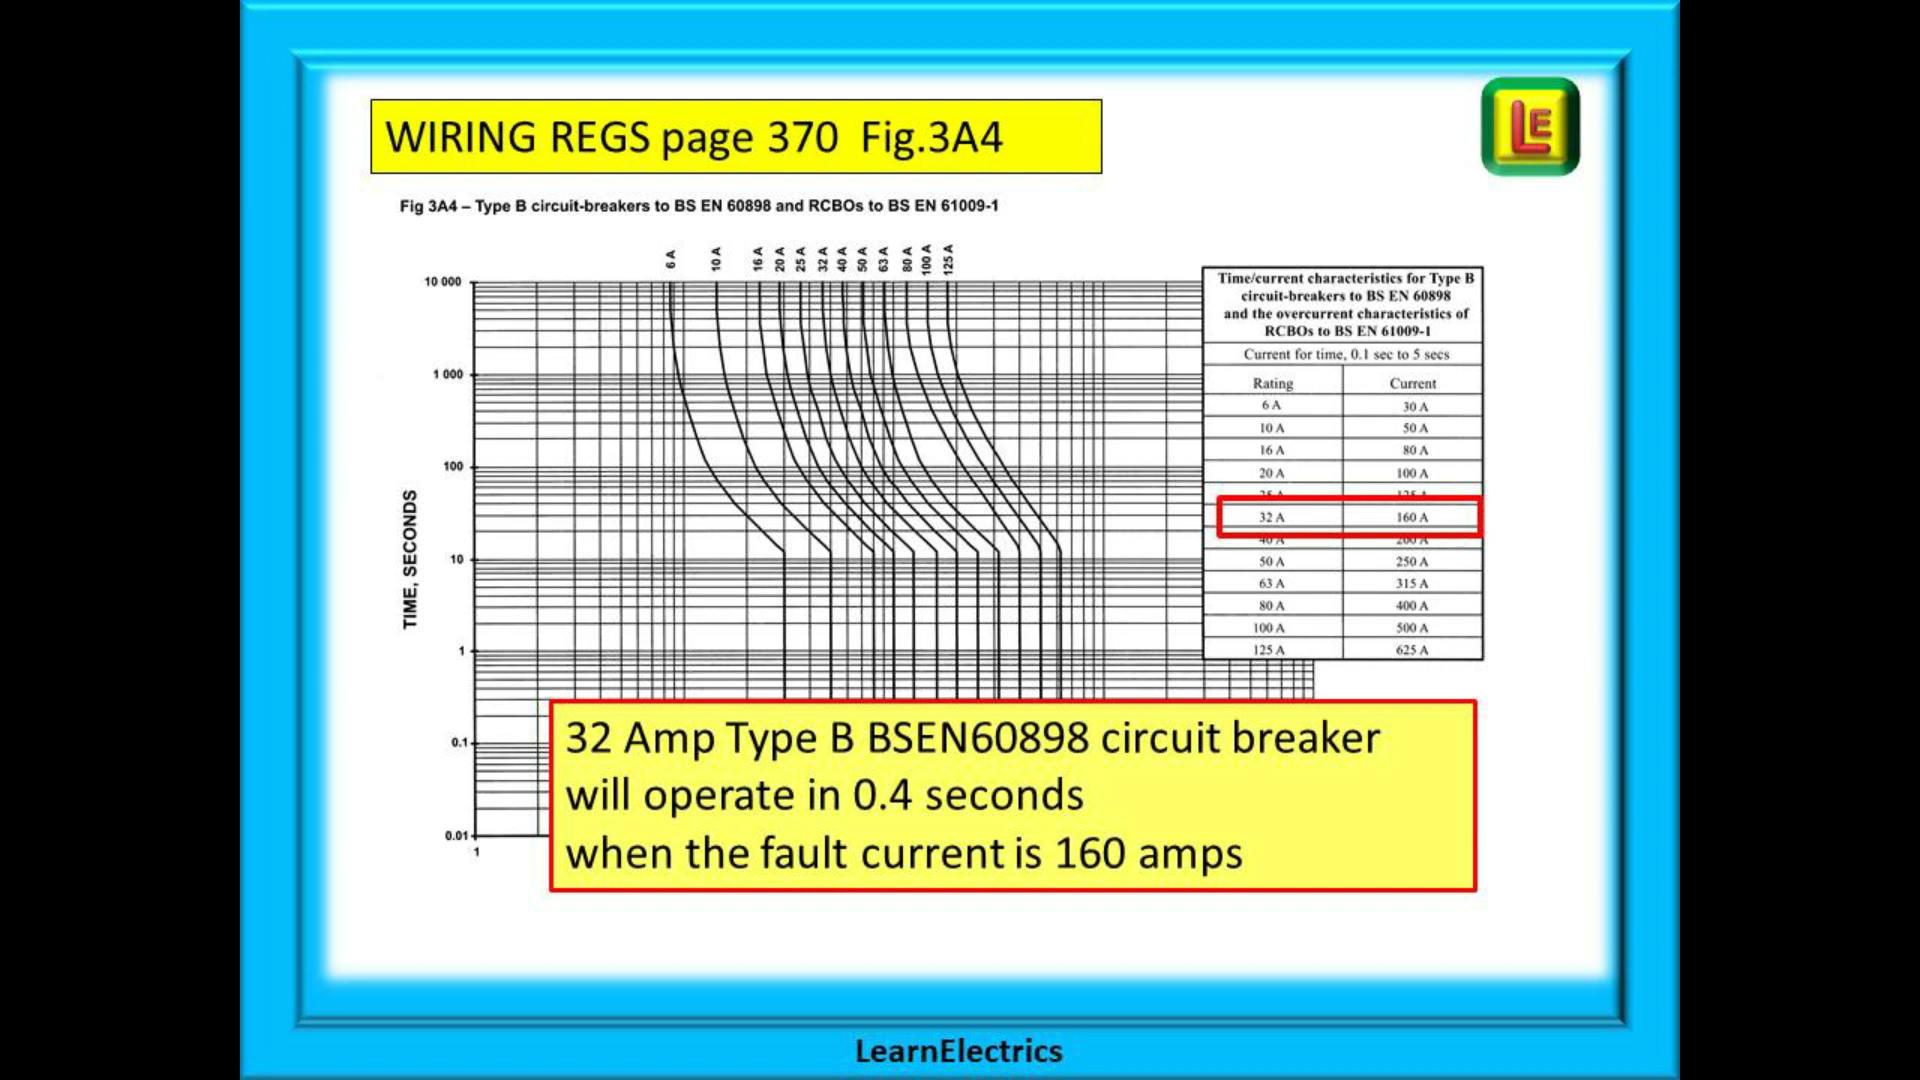 WIRING REGS page 370 Fig.3A4
LE
Fig 3A4 – Type B circuit-breakers to BS EN 60898 and RCBOs to BS EN 61009-1
6 A 10 A 16 A 20 A 25 A 32 A 40 A 50 A 63 A 80 A 100 A 125 A
10 000
1 000
100
10
1
0.1
0.01
1
TIME, SECONDS
Time/current characteristics for Type B
circuit-breakers to BS EN 60898
and the overcurrent characteristics of
RCBOs to BS EN 61009-1
Current for time, 0.1 sec to 5 secs
Rating Current
6 A 30 A
10 A 50 A
16 A 80 A
20 A 100 A
25 A 125 A
32 A 160 A
40 A 200 A
50 A 250 A
63 A 315 A
80 A 400 A
100 A 500 A
125 A 625 A
32 Amp Type B BSEN60898 circuit breaker
will operate in 0.4 seconds
when the fault current is 160 amps
LearnElectrics